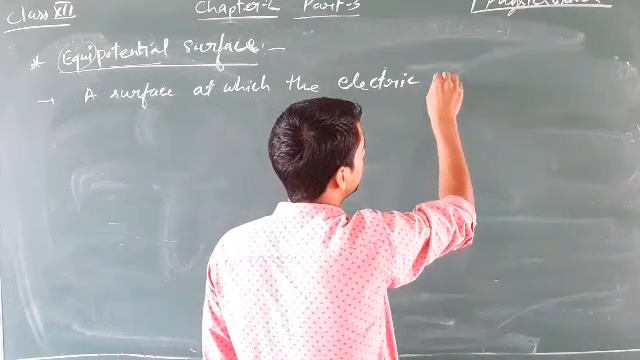 Class XII Chapter-2 Part-3
* Equipotential surface:-
→ A surface at which the electric